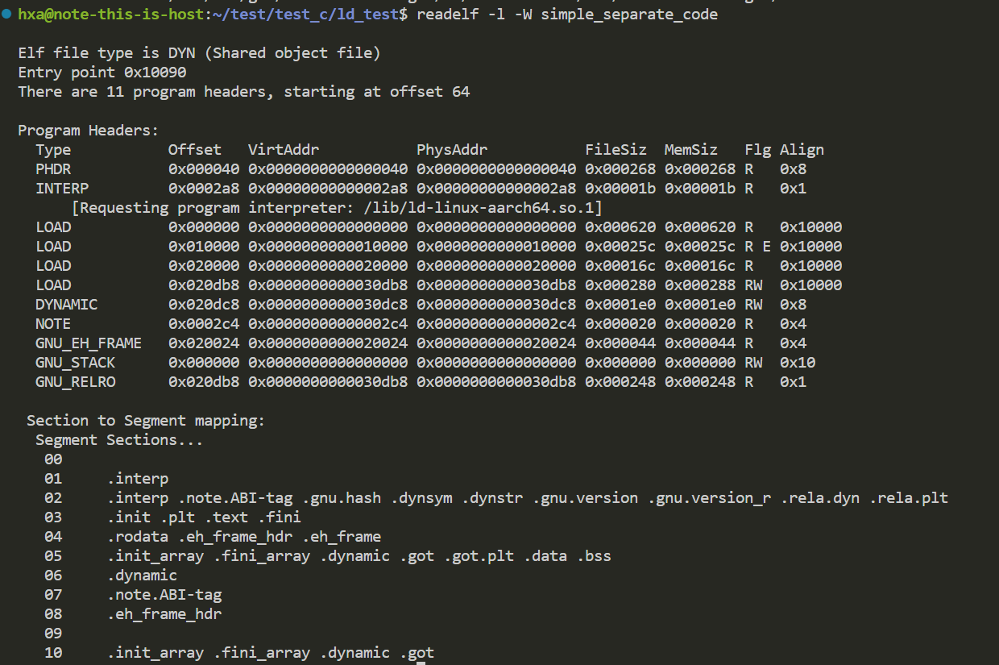 hxa@note-this-is-host:~/test/test_c/ld_test$ readelf -l -W simple_separate_code
Elf file type is DYN (Shared object file)
Entry point 0x10090
There are 11 program headers, starting at offset 64
Program Headers:
Type Offset VirtAddr PhysAddr FileSiz MemSiz Flg Align
PHDR 0x000040 0x0000000000000040 0x0000000000000040 0x000268 0x000268 R 0x8
INTERP 0x0002a8 0x00000000000002a8 0x00000000000002a8 0x00001b 0x00001b R 0x1
[Requesting program interpreter: /lib/ld-linux-aarch64.so.1]
LOAD 0x000000 0x0000000000000000 0x0000000000000000 0x000620 0x000620 R 0x10000
LOAD 0x010000 0x0000000000010000 0x0000000000010000 0x00025c 0x00025c R E 0x10000
LOAD 0x020000 0x0000000000020000 0x0000000000020000 0x00016c 0x00016c R 0x10000
LOAD 0x020db8 0x0000000000030db8 0x0000000000030db8 0x000280 0x000288 RW 0x10000
DYNAMIC 0x020dc8 0x0000000000030dc8 0x0000000000030dc8 0x0001e0 0x0001e0 RW 0x8
NOTE 0x0002c4 0x00000000000002c4 0x00000000000002c4 0x000020 0x000020 R 0x4
GNU_EH_FRAME 0x020024 0x0000000000020024 0x0000000000020024 0x000044 0x000044 R 0x4
GNU_STACK 0x000000 0x0000000000000000 0x0000000000000000 0x000000 0x000000 RW 0x10
GNU_RELRO 0x020db8 0x0000000000030db8 0x0000000000030db8 0x000248 0x000248 R 0x1
Section to Segment mapping:
Segment Sections...
00
01 .interp
02 .interp .note.ABI-tag .gnu.hash .dynsym .dynstr .gnu.version .gnu.version_r .rela.dyn .rela.plt
03 .init .plt .text .fini
04 .rodata .eh_frame_hdr .eh_frame
05 .init_array .fini_array .dynamic .got .got.plt .data .bss
06 .dynamic
07 .note.ABI-tag
08 .eh_frame_hdr
09
10 .init_array .fini_array .dynamic .got